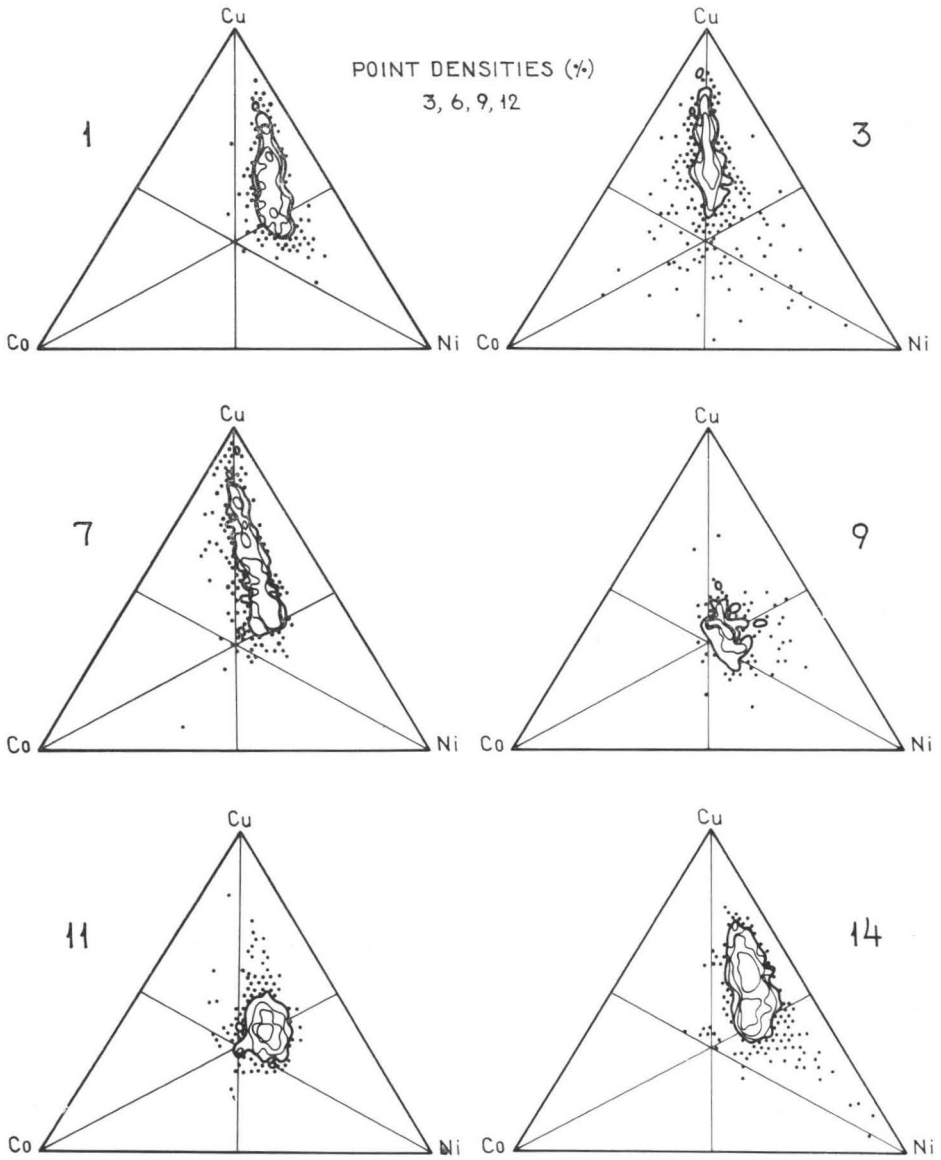 Cu
Cu
POINT DENSITIES (%)
3, 6, 9, 12
1
3
Co
Ni
Co
Ni
Cu
Cu
7
9
Co
Ni
Co
Ni
Cu
Cu
11
14
Co
Ni
Co
Ni